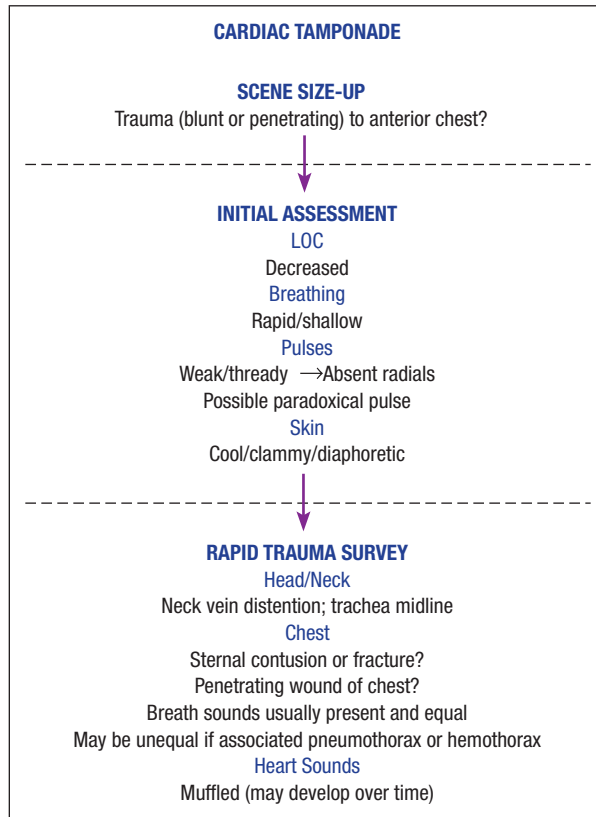 CARDIAC TAMPONADE
SCENE SIZE-UP
Trauma (blunt or penetrating) to anterior chest?
INITIAL ASSESSMENT
LOC
Decreased
Breathing
Rapid/shallow
Pulses
Weak/thready →Absent radials
Possible paradoxical pulse
Skin
Cool/clammy/diaphoretic
RAPID TRAUMA SURVEY
Head/Neck
Neck vein distention; trachea midline
Chest
Sternal contusion or fracture?
Penetrating wound of chest?
Breath sounds usually present and equal
May be unequal if associated pneumothorax or hemothorax
Heart Sounds
Muffled (may develop over time)